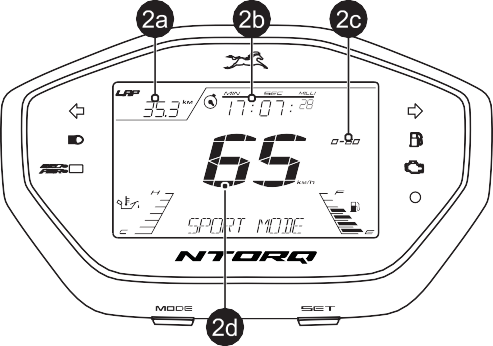 2a 2b 2c
LAP MIN SEC MILLI
35.3 KM 17:07:28
0-60
65 km/h
H F
SPORT MODE
C E
NTORQ
MODE SET
2d